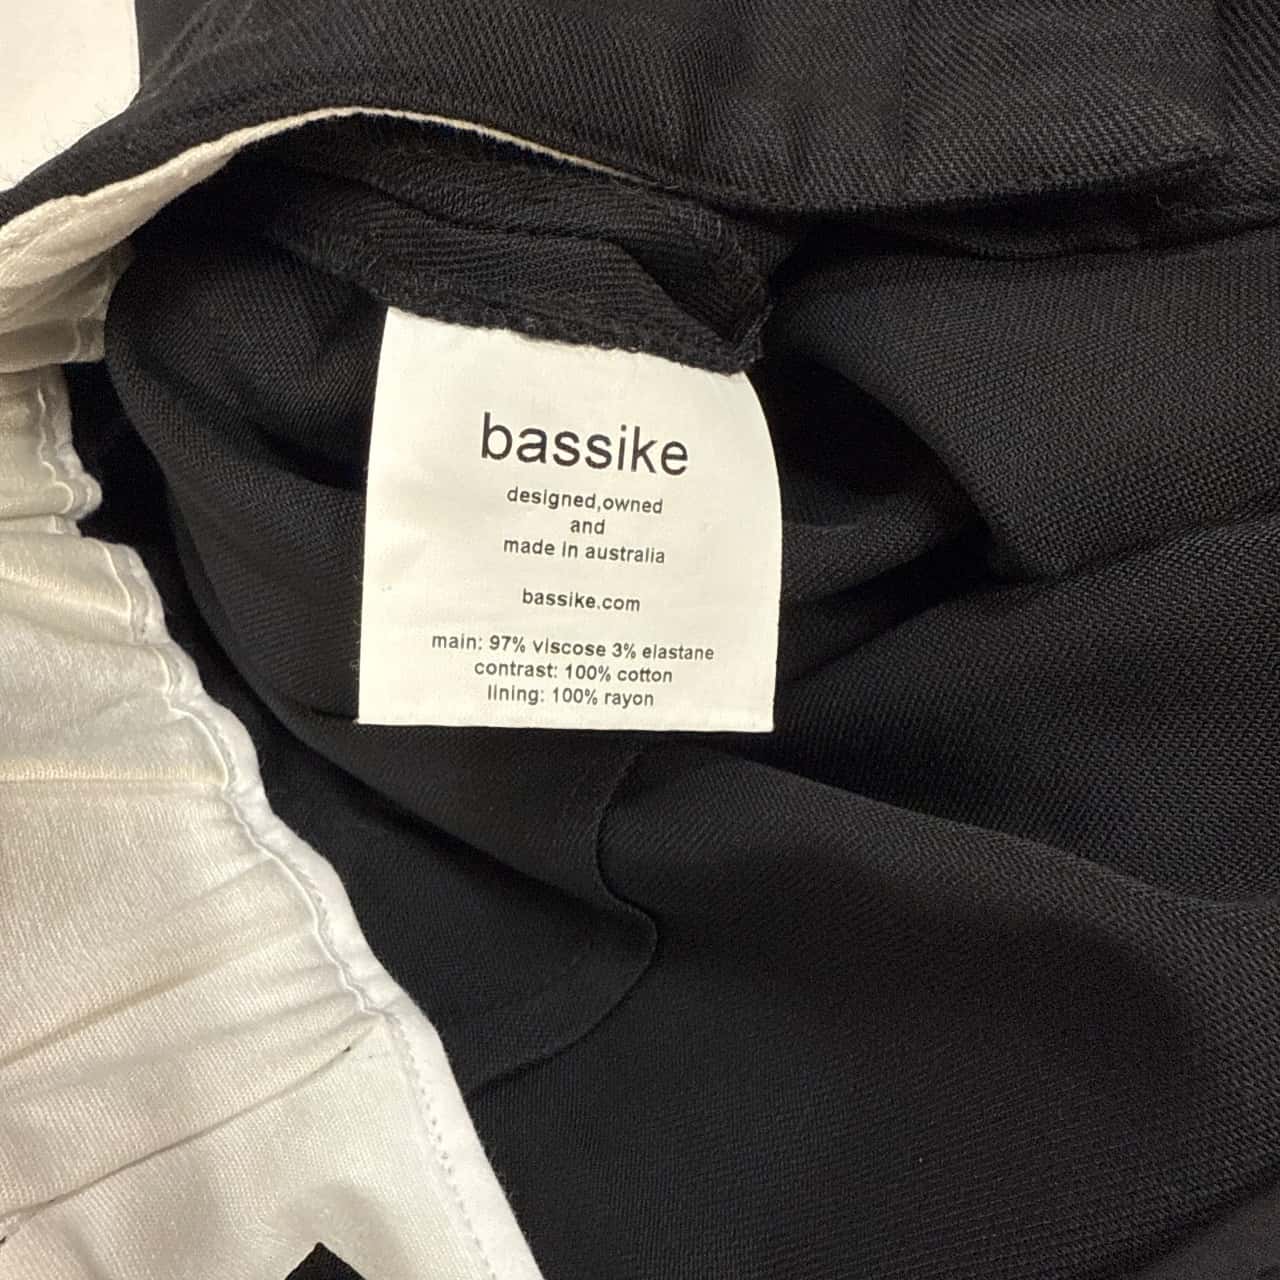 bassike
designed,owned
and
made in australia
bassike.com
main: 97% viscose 3% elastane
contrast: 100% cotton
lining: 100% rayon